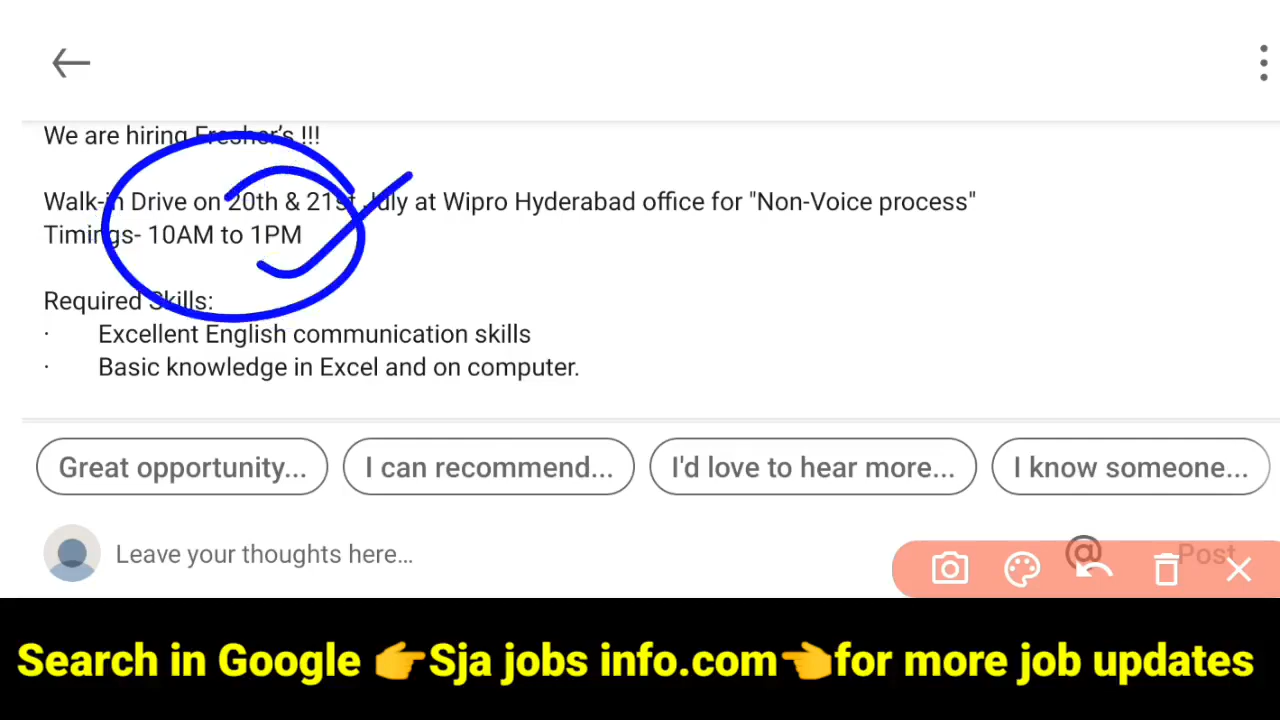 We are hiring Fresher's !!!
Walk-in Drive on 20th & 21st July at Wipro Hyderabad office for "Non-Voice process"
Timings- 10AM to 1PM
Required Skills:
· Excellent English communication skills
· Basic knowledge in Excel and on computer.
Great opportunity... I can recommend... I'd love to hear more... I know someone...
Leave your thoughts here... @ Post
Search in Google 👉Sja jobs info.com👈for more job updates